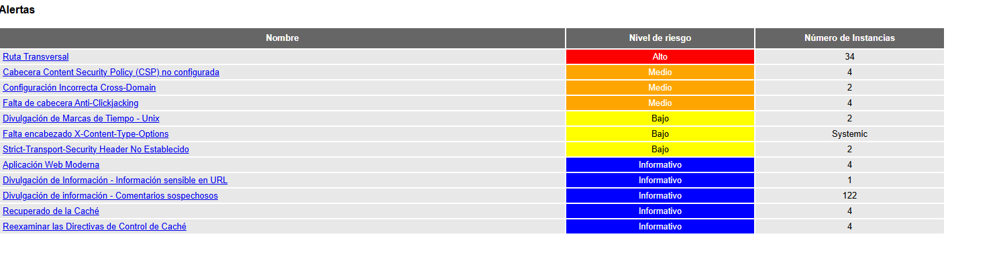 Alertas
Nombre Nivel de riesgo Número de Instancias
Ruta Transversal Alto 34
Cabecera Content Security Policy (CSP) no configurada Medio 4
Configuración Incorrecta Cross-Domain Medio 2
Falta de cabecera Anti-Clickjacking Medio 4
Divulgación de Marcas de Tiempo - Unix Bajo 2
Falta encabezado X-Content-Type-Options Bajo Systemic
Strict-Transport-Security Header No Establecido Bajo 2
Aplicación Web Moderna Informativo 4
Divulgación de Información - Información sensible en URL Informativo 1
Divulgación de información - Comentarios sospechosos Informativo 122
Recuperado de la Caché Informativo 4
Reexaminar las Directivas de Control de Caché Informativo 4